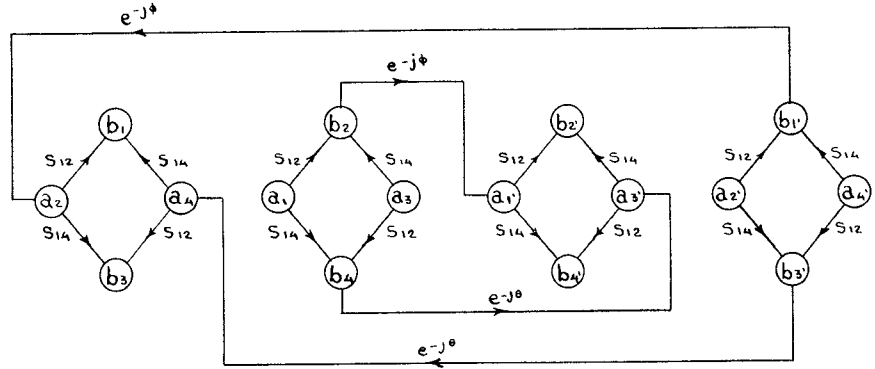 e-jϕ
e-jϕ
b1 b2 b2' b1'
S12 S14 S12 S14 S12 S14 S12 S14
a2 a4 a1 a3 a1' a3' a2' a4'
S14 S12 S14 S12 S14 S12 S14 S12
b3 b4 b4' b3'
e-jθ
e-jθ